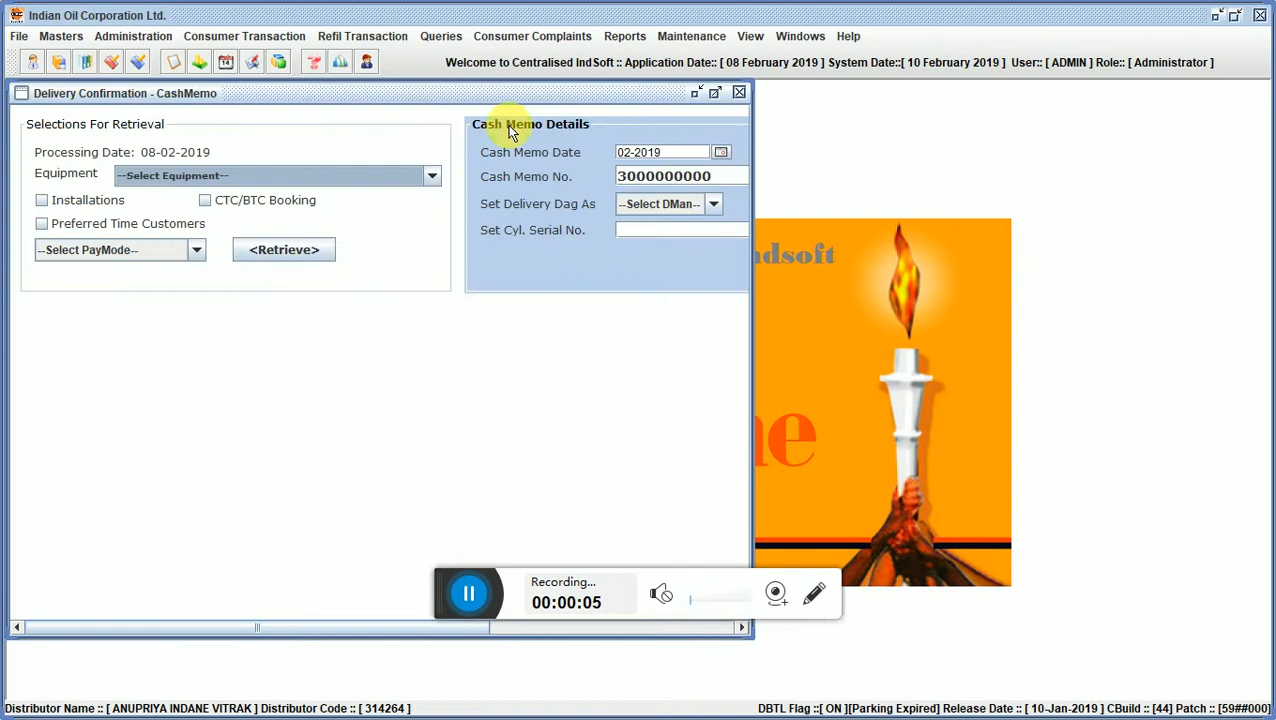 Indian Oil Corporation Ltd.
File Masters Administration Consumer Transaction Refil Transaction Queries Consumer Complaints Reports Maintenance View Windows Help
Welcome to Centralised IndSoft :: Application Date:: [ 08 February 2019 ] System Date::[ 10 February 2019 ] User:: [ ADMIN ] Role:: [ Administrator ]
Delivery Confirmation - CashMemo
Selections For Retrieval
Processing Date: 08-02-2019
Equipment --Select Equipment--
Installations CTC/BTC Booking
Preferred Time Customers
--Select PayMode-- <Retrieve>
Cash Memo Details
Cash Memo Date 02-2019
Cash Memo No. 3000000000
Set Delivery Dag As --Select DMan--
Set Cyl. Serial No.
ndsoft
ne
Recording...
00:00:05
Distributor Name :: [ ANUPRIYA INDANE VITRAK ] Distributor Code :: [ 314264 ]
DBTL Flag ::[ ON ][Parking Expired] Release Date :: [ 10-Jan-2019 ] CBuild :: [44] Patch :: [59##000]